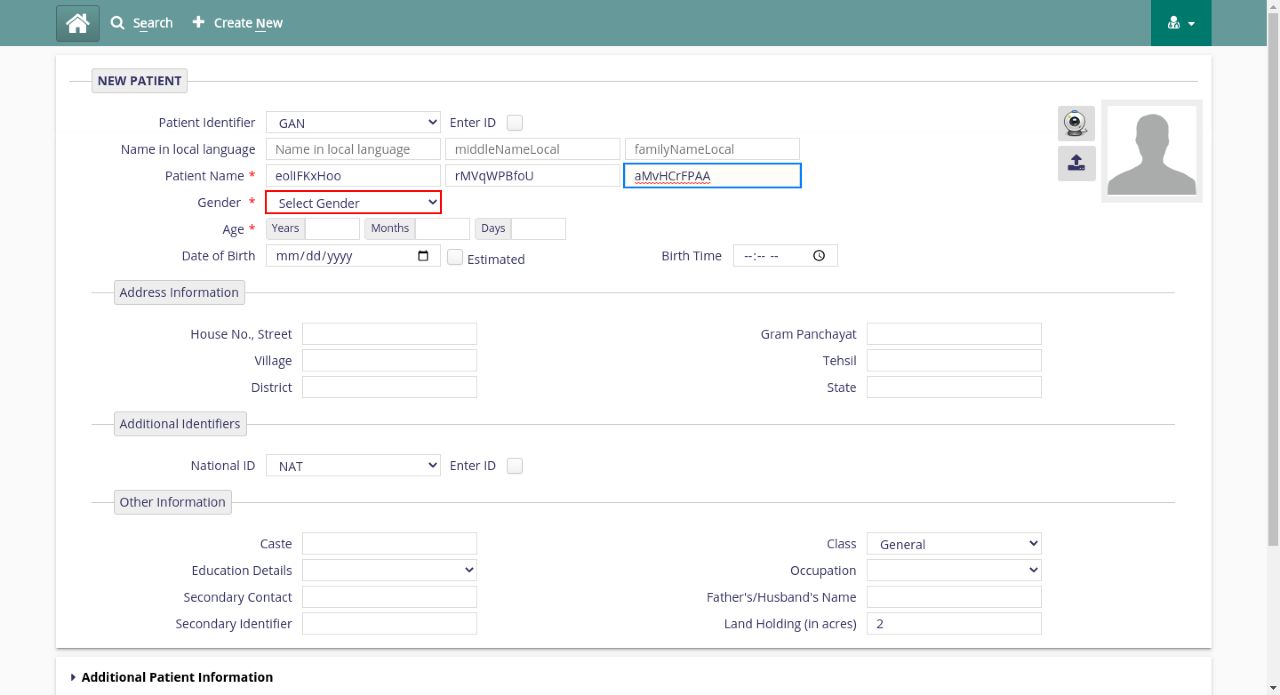 Search Create New
NEW PATIENT
Patient Identifier GAN Enter ID
Name in local language Name in local language middleNameLocal familyNameLocal
Patient Name * eolIFKxHoo rMVqWPBfoU aMvHCrFPAA
Gender * Select Gender
Age * Years Months Days
Date of Birth mm/dd/yyyy Estimated Birth Time --:-- --
Address Information
House No., Street Gram Panchayat
Village Tehsil
District State
Additional Identifiers
National ID NAT Enter ID
Other Information
Caste Class General
Education Details Occupation
Secondary Contact Father's/Husband's Name
Secondary Identifier Land Holding (in acres) 2
Additional Patient Information